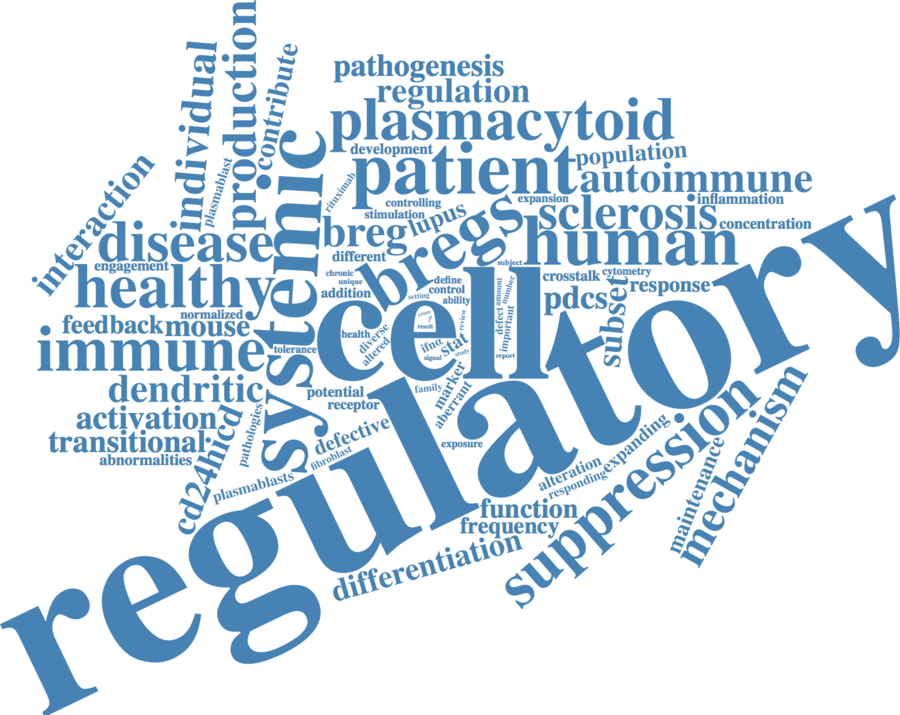 regulatory
cell
systemic
human
patient
plasmacytoid
bregs
suppression
immune
healthy
disease
production
individual
autoimmune
sclerosis
mechanism
dendritic
breg
pdcs
pathogenesis
regulation
contribute
interaction
plasmablast
development
population
rituximab
controlling
stimulation
expansion
inflammation
lupus
concentration
different
engagement
subject
crosstalk
cytometry
response
subset
chronic
unique
addition
define
control
ability
setting
amount
number
defect
important
report
normalized
feedback
mouse
tolerance
health
diverse
altered
cross
result
review
ifnα
stat
signal
study
family
marker
aberrant
potential
receptor
activation
transitional
abnormalities
cd24hicd
pathologies
defective
fibroblast
plasmablasts
exposure
alteration
responding
expanding
function
frequency
differentiation
maintenance